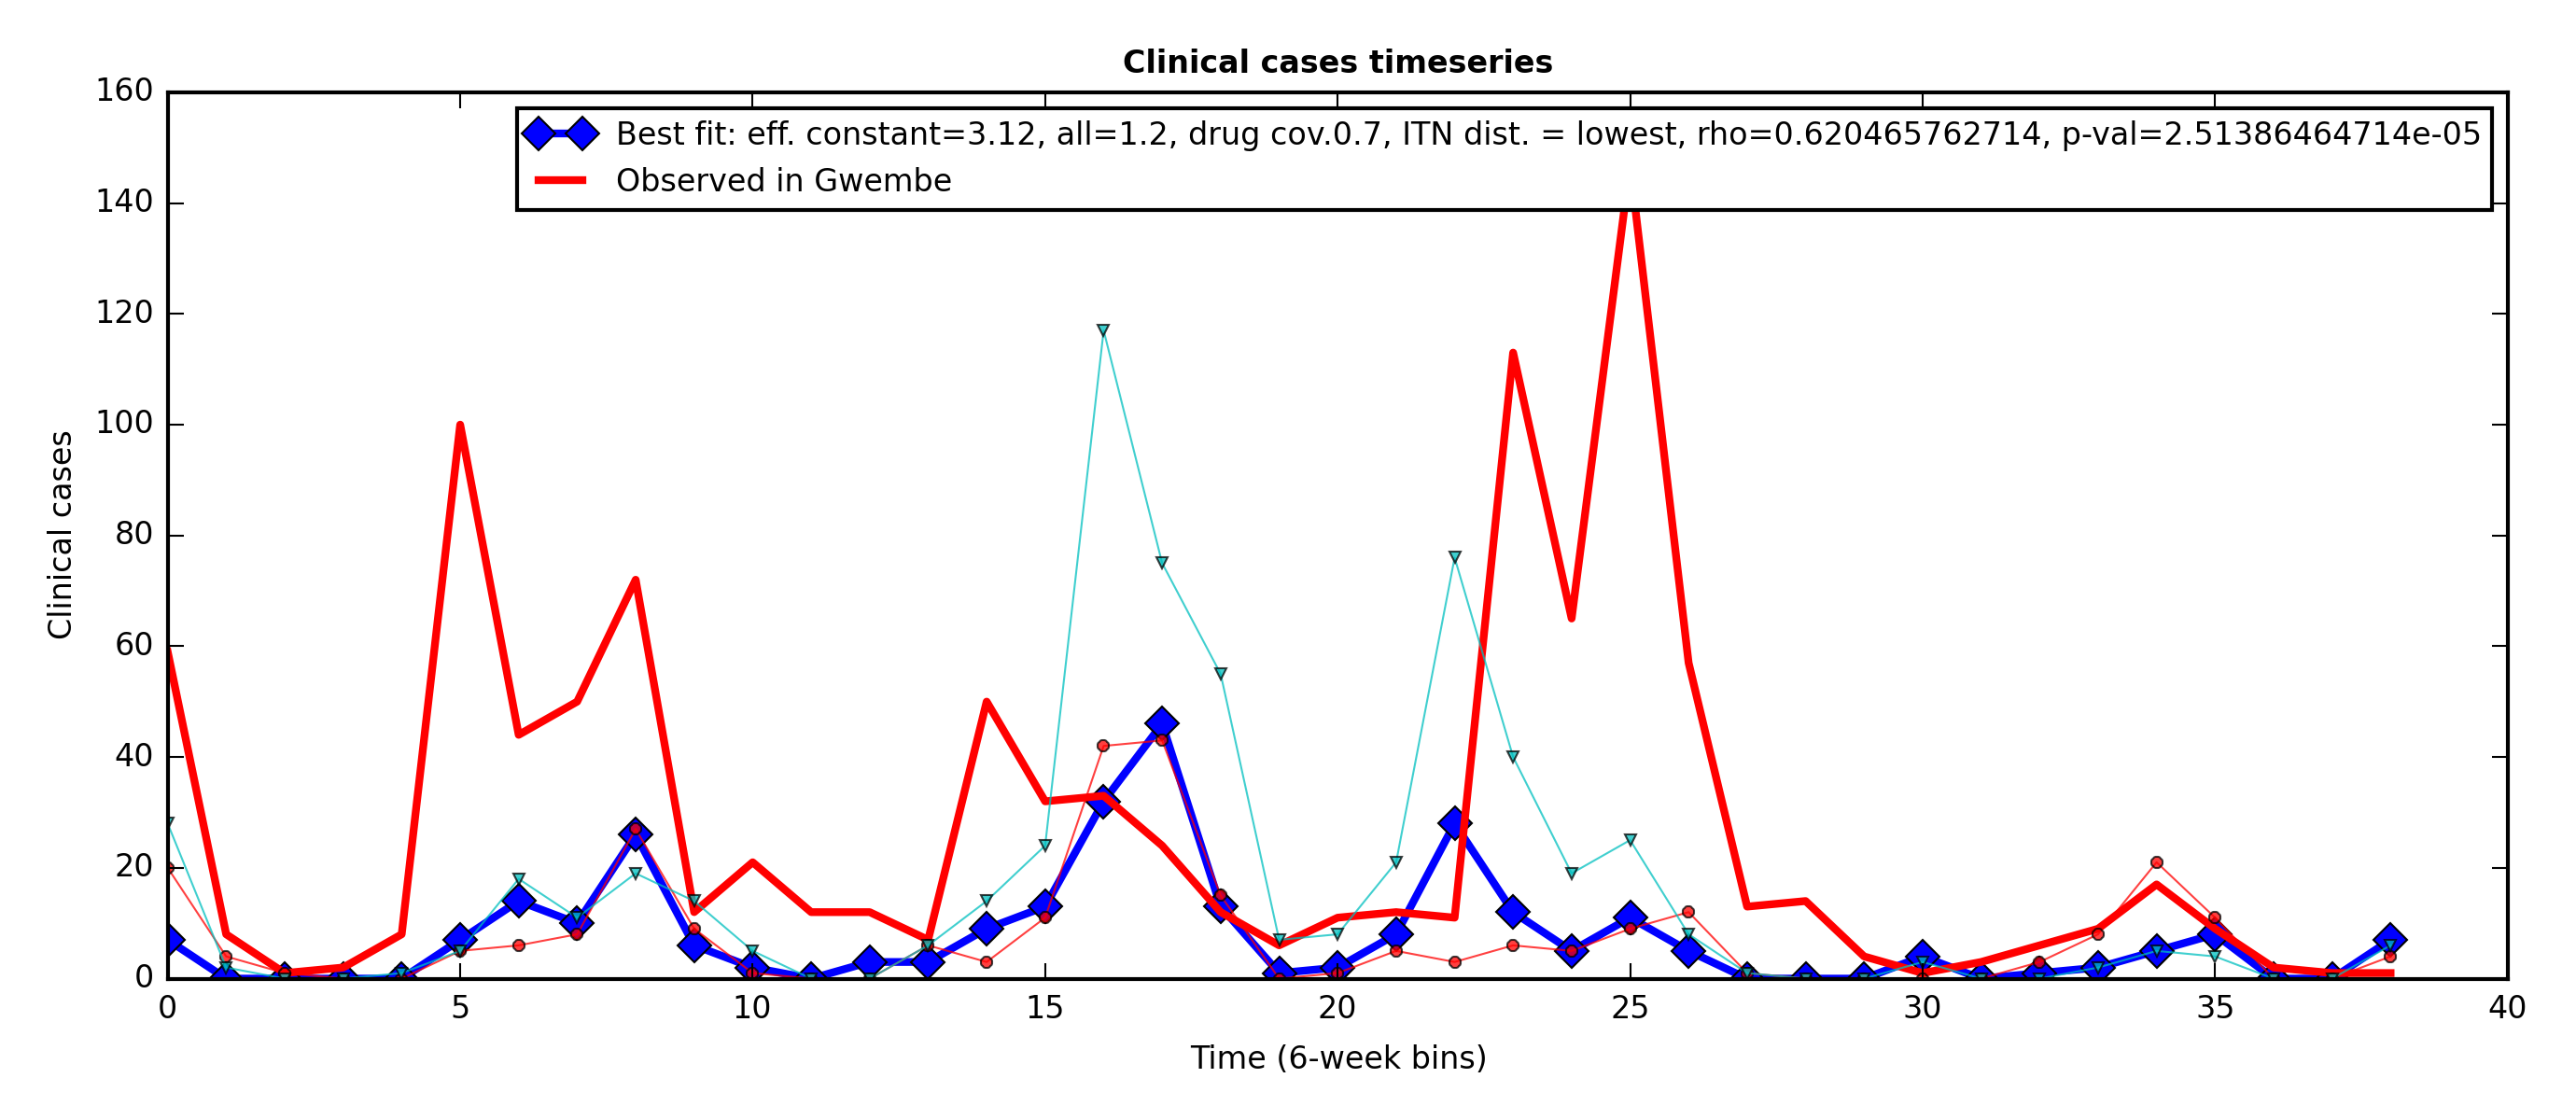 Clinical cases timeseries
160
140
120
100
80
60
40
20
0
Clinical cases
Best fit: eff. constant=3.12, all=1.2, drug cov.0.7, ITN dist. = lowest, rho=0.620465762714, p-val=2.51386464714e-05
Observed in Gwembe
0 5 10 15 20 25 30 35 40
Time (6-week bins)